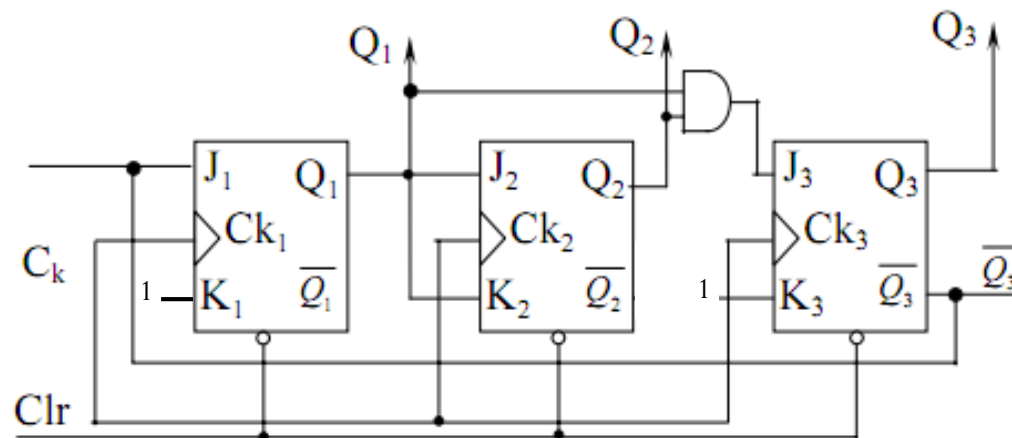 Q₁ Q₂ Q₃
J₁ Q₁ J₂ Q₂ J₃ Q₃
Cₖ Ck₁ Ck₂ Ck₃
1 K₁ Q̅₁ K₂ Q̅₂ 1 K₃ Q̅₃ Q̅₃
Clr